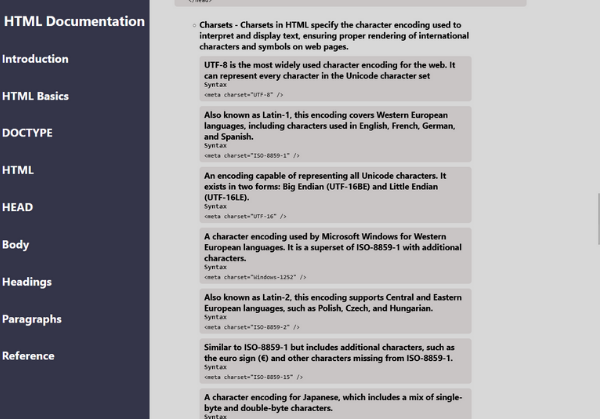 </head>
HTML Documentation
Introduction
HTML Basics
DOCTYPE
HTML
HEAD
Body
Headings
Paragraphs
Reference
Charsets - Charsets in HTML specify the character encoding used to
interpret and display text, ensuring proper rendering of international
characters and symbols on web pages.
UTF-8 is the most widely used character encoding for the web. It
can represent every character in the Unicode character set
Syntax
<meta charset="UTF-8" />
Also known as Latin-1, this encoding covers Western European
languages, including characters used in English, French, German,
and Spanish.
Syntax
<meta charset="ISO-8859-1" />
An encoding capable of representing all Unicode characters. It
exists in two forms: Big Endian (UTF-16BE) and Little Endian
(UTF-16LE).
Syntax
<meta charset="UTF-16" />
A character encoding used by Microsoft Windows for Western
European languages. It is a superset of ISO-8859-1 with additional
characters.
Syntax
<meta charset="Windows-1252" />
Also known as Latin-2, this encoding supports Central and Eastern
European languages, such as Polish, Czech, and Hungarian.
Syntax
<meta charset="ISO-8859-2" />
Similar to ISO-8859-1 but includes additional characters, such as
the euro sign (€) and other characters missing from ISO-8859-1.
Syntax
<meta charset="ISO-8859-15" />
A character encoding for Japanese, which includes a mix of single-
byte and double-byte characters.
Syntax